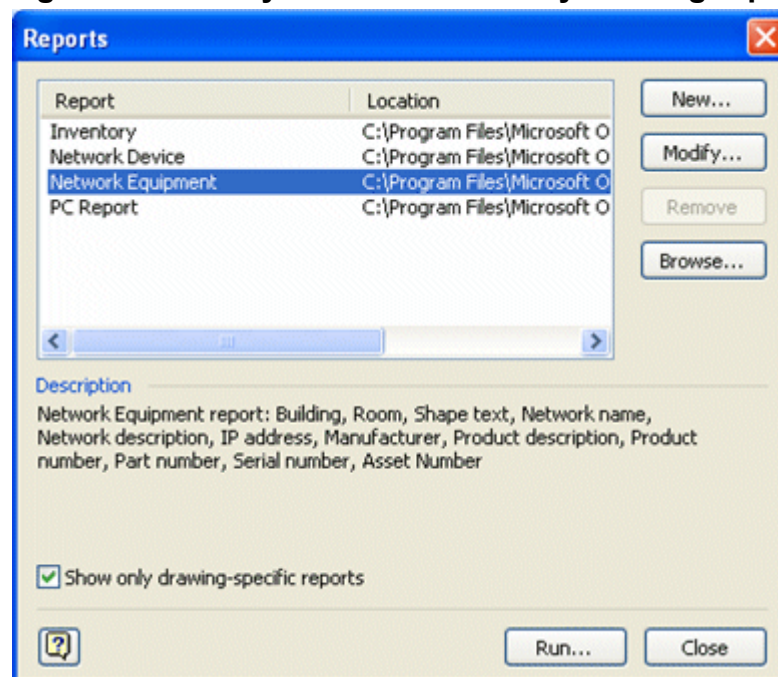 Reports
Report Location New...
Inventory C:\Program Files\Microsoft O
Network Device C:\Program Files\Microsoft O Modify...
Network Equipment C:\Program Files\Microsoft O
PC Report C:\Program Files\Microsoft O Remove
Browse...
Description
Network Equipment report: Building, Room, Shape text, Network name,
Network description, IP address, Manufacturer, Product description, Product
number, Part number, Serial number, Asset Number
Show only drawing-specific reports
Run... Close